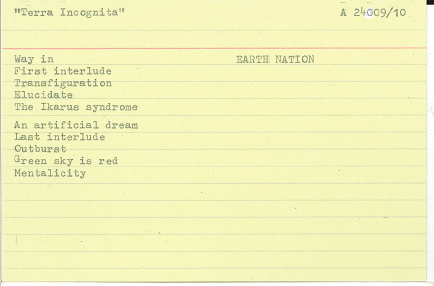 "Terra Incognita" A 24009/10
Way in EARTH NATION
First interlude
Transfiguration
Elucidate
The Ikarus syndrome
An artificial dream
Last interlude
Outburst
Green sky is red
Mentalicity